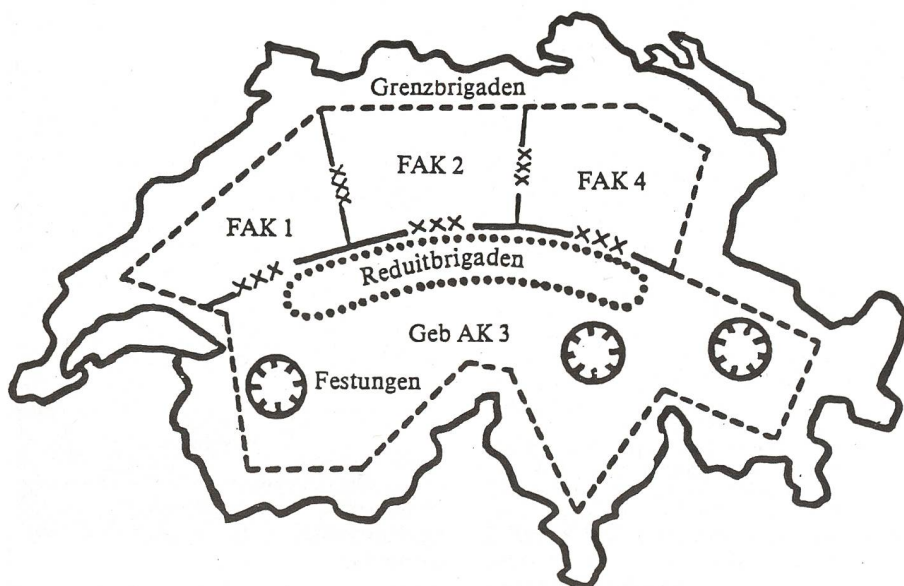 Grenzbrigaden
FAK 2
FAK 4
FAK 1
Reduitbrigaden
Geb AK 3
Festungen